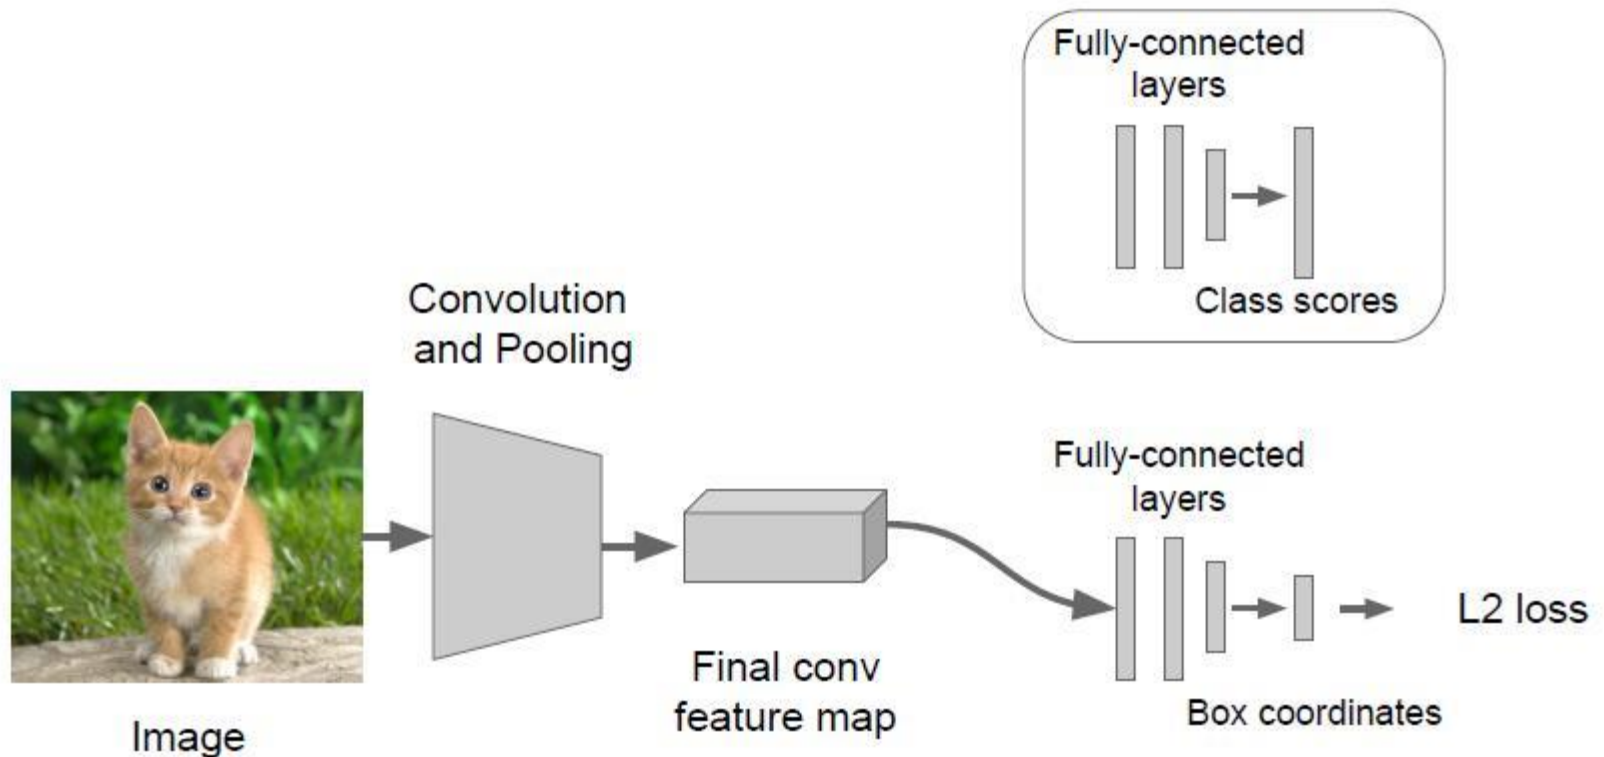 Fully-connected
layers
Class scores
Convolution
and Pooling
Fully-connected
layers
L2 loss
Final conv
feature map
Box coordinates
Image